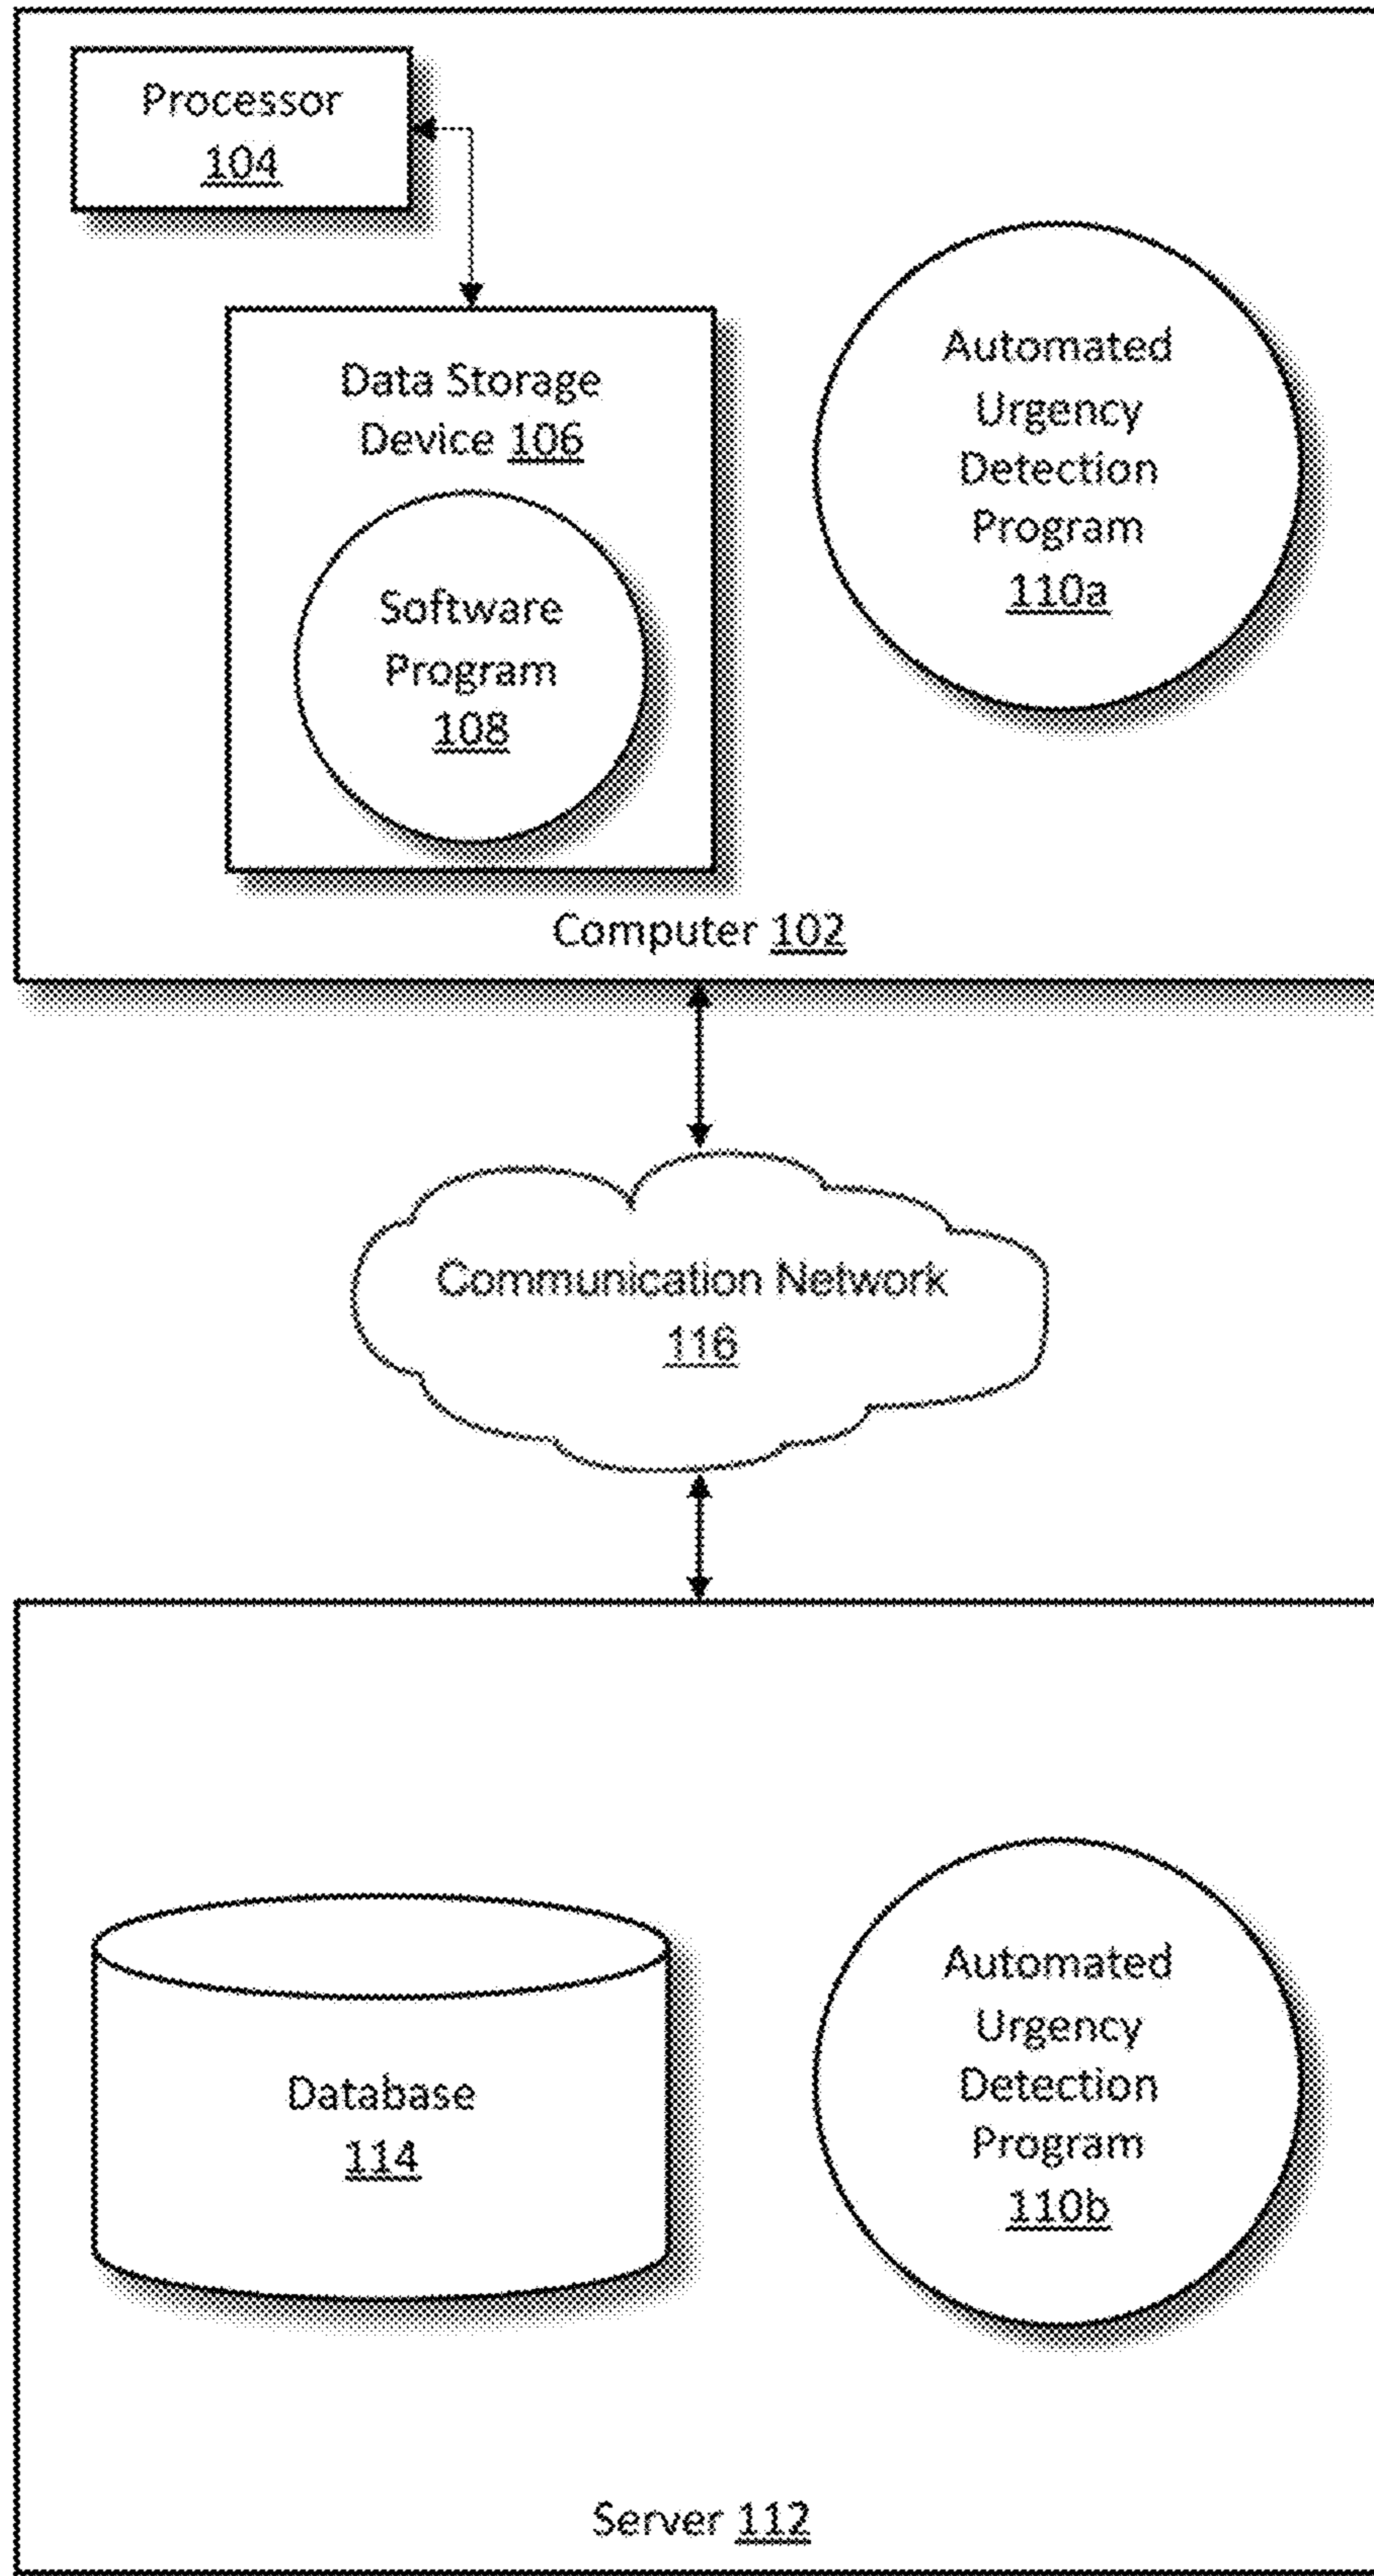 Processor
104
Data Storage
Device 106
Software
Program
108
Automated
Urgency
Detection
Program
110a
Computer 102
Communication Network
116
Database
114
Automated
Urgency
Detection
Program
110b
Server 112